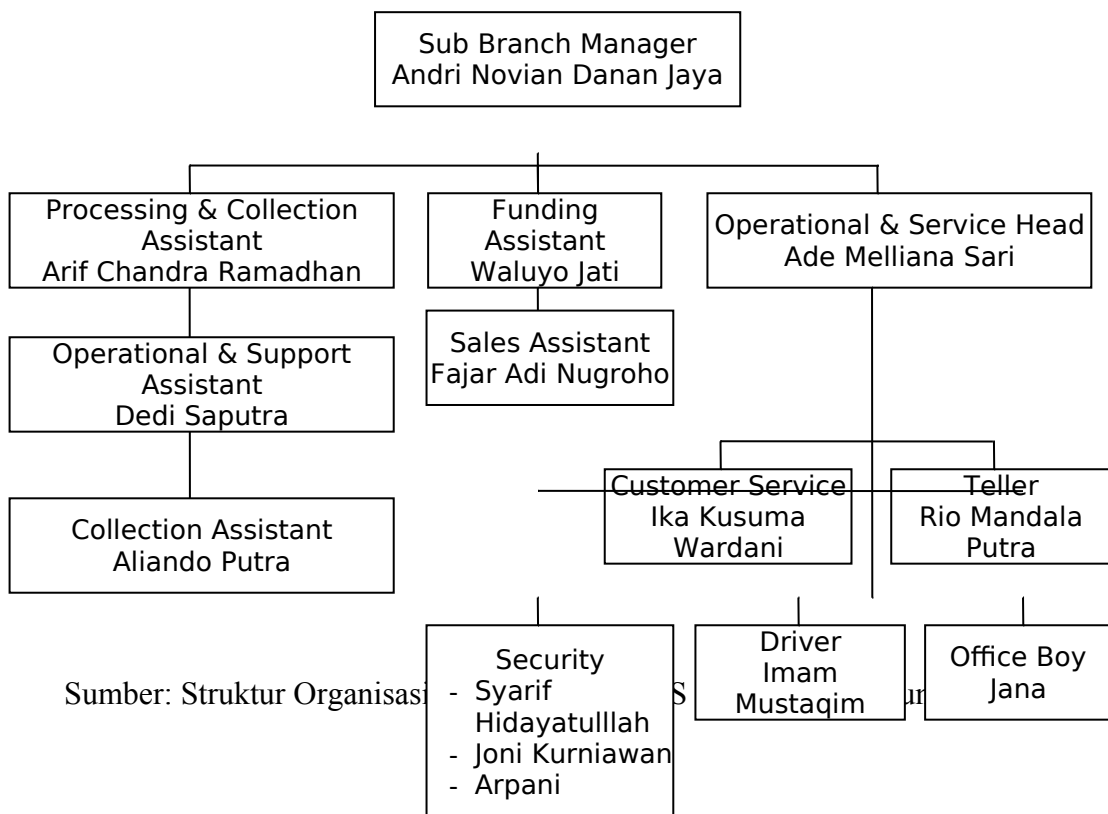 Sub Branch Manager
Andri Novian Danan Jaya
Processing & Collection
Assistant
Arif Chandra Ramadhan
Funding
Assistant
Waluyo Jati
Operational & Service Head
Ade Melliana Sari
Operational & Support
Assistant
Dedi Saputra
Sales Assistant
Fajar Adi Nugroho
Collection Assistant
Aliando Putra
Customer Service
Ika Kusuma
Wardani
Teller
Rio Mandala
Putra
Security
- Syarif
Hidayatulllah
- Joni Kurniawan
- Arpani
Driver
Imam
Mustaqim
Office Boy
Jana
Sumber: Struktur Organisasi